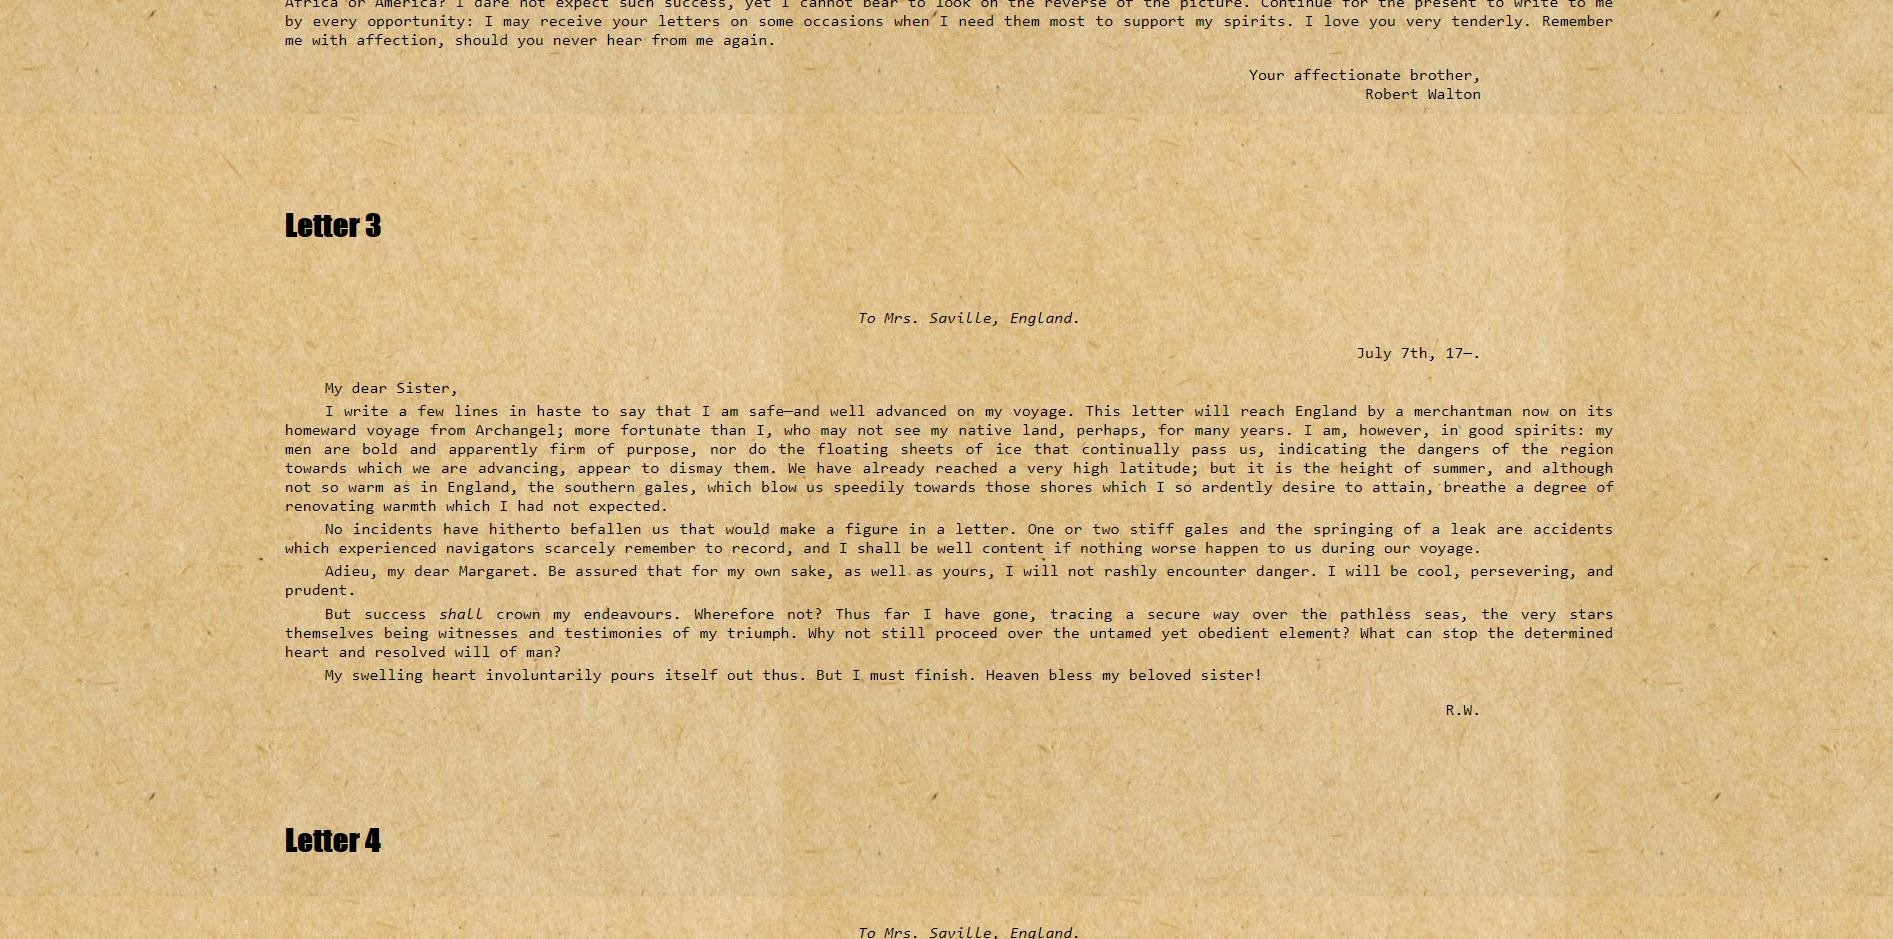 Africa or America? I dare not expect such success, yet I cannot bear to look on the reverse of the picture. Continue for the present to write to me
by every opportunity: I may receive your letters on some occasions when I need them most to support my spirits. I love you very tenderly. Remember
me with affection, should you never hear from me again.
Your affectionate brother,
Robert Walton
Letter 3
To Mrs. Saville, England.
July 7th, 17—.
My dear Sister,
I write a few lines in haste to say that I am safe—and well advanced on my voyage. This letter will reach England by a merchantman now on its
homeward voyage from Archangel; more fortunate than I, who may not see my native land, perhaps, for many years. I am, however, in good spirits: my
men are bold and apparently firm of purpose, nor do the floating sheets of ice that continually pass us, indicating the dangers of the region
towards which we are advancing, appear to dismay them. We have already reached a very high latitude; but it is the height of summer, and although
not so warm as in England, the southern gales, which blow us speedily towards those shores which I so ardently desire to attain, breathe a degree of
renovating warmth which I had not expected.
No incidents have hitherto befallen us that would make a figure in a letter. One or two stiff gales and the springing of a leak are accidents
which experienced navigators scarcely remember to record, and I shall be well content if nothing worse happen to us during our voyage.
Adieu, my dear Margaret. Be assured that for my own sake, as well as yours, I will not rashly encounter danger. I will be cool, persevering, and
prudent.
But success shall crown my endeavours. Wherefore not? Thus far I have gone, tracing a secure way over the pathless seas, the very stars
themselves being witnesses and testimonies of my triumph. Why not still proceed over the untamed yet obedient element? What can stop the determined
heart and resolved will of man?
My swelling heart involuntarily pours itself out thus. But I must finish. Heaven bless my beloved sister!
R.W.
Letter 4
To Mrs. Saville, England.